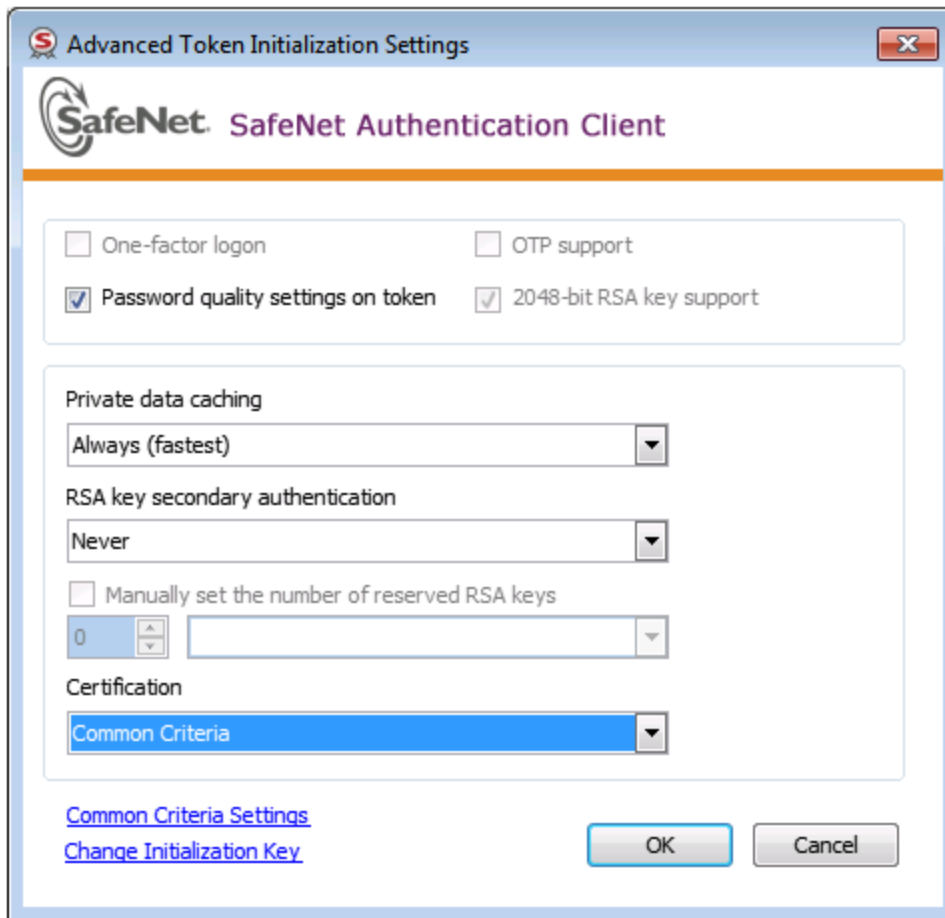 Advanced Token Initialization Settings
SafeNet. SafeNet Authentication Client
One-factor logon
OTP support
Password quality settings on token
2048-bit RSA key support
Private data caching
Always (fastest)
RSA key secondary authentication
Never
Manually set the number of reserved RSA keys
0
Certification
Common Criteria
Common Criteria Settings
Change Initialization Key
OK
Cancel